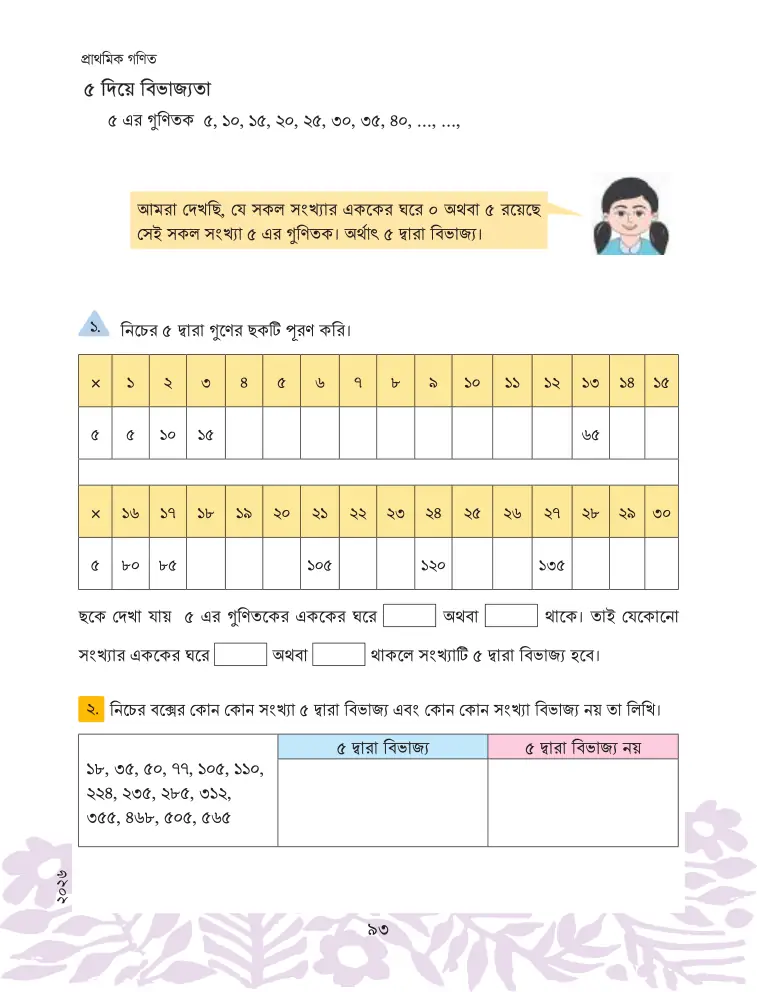 প্রাথমিক গণিত
৫ দিয়ে বিভাজ্যতা
৫ এর গুণিতক ৫, ১০, ১৫, ২০, ২৫, ৩০, ৩৫, ৪০, ..., ...,
আমরা দেখছি, যে সকল সংখ্যার এককের ঘরে ০ অথবা ৫ রয়েছে
সেই সকল সংখ্যা ৫ এর গুণিতক। অর্থাৎ ৫ দ্বারা বিভাজ্য।
১. নিচের ৫ দ্বারা গুণের ছকটি পূরণ করি।
× ১ ২ ৩ ৪ ৫ ৬ ৭ ৮ ৯ ১০ ১১ ১২ ১৩ ১৪ ১৫
৫ ৫ ১০ ১৫ ৬৫
× ১৬ ১৭ ১৮ ১৯ ২০ ২১ ২২ ২৩ ২৪ ২৫ ২৬ ২৭ ২৮ ২৯ ৩০
৫ ৮০ ৮৫ ১০৫ ১২০ ১৩৫
ছকে দেখা যায় ৫ এর গুণিতকের এককের ঘরে অথবা থাকে। তাই যেকোনো
সংখ্যার এককের ঘরে অথবা থাকলে সংখ্যাটি ৫ দ্বারা বিভাজ্য হবে।
২. নিচের বক্সের কোন কোন সংখ্যা ৫ দ্বারা বিভাজ্য এবং কোন কোন সংখ্যা বিভাজ্য নয় তা লিখি।
৫ দ্বারা বিভাজ্য ৫ দ্বারা বিভাজ্য নয়
১৮, ৩৫, ৫০, ৭৭, ১০৫, ১১০,
২২৪, ২৩৫, ২৮৫, ৩১২,
৩৫৫, ৪৬৮, ৫০৫, ৫৬৫
২০২৬
৯৩